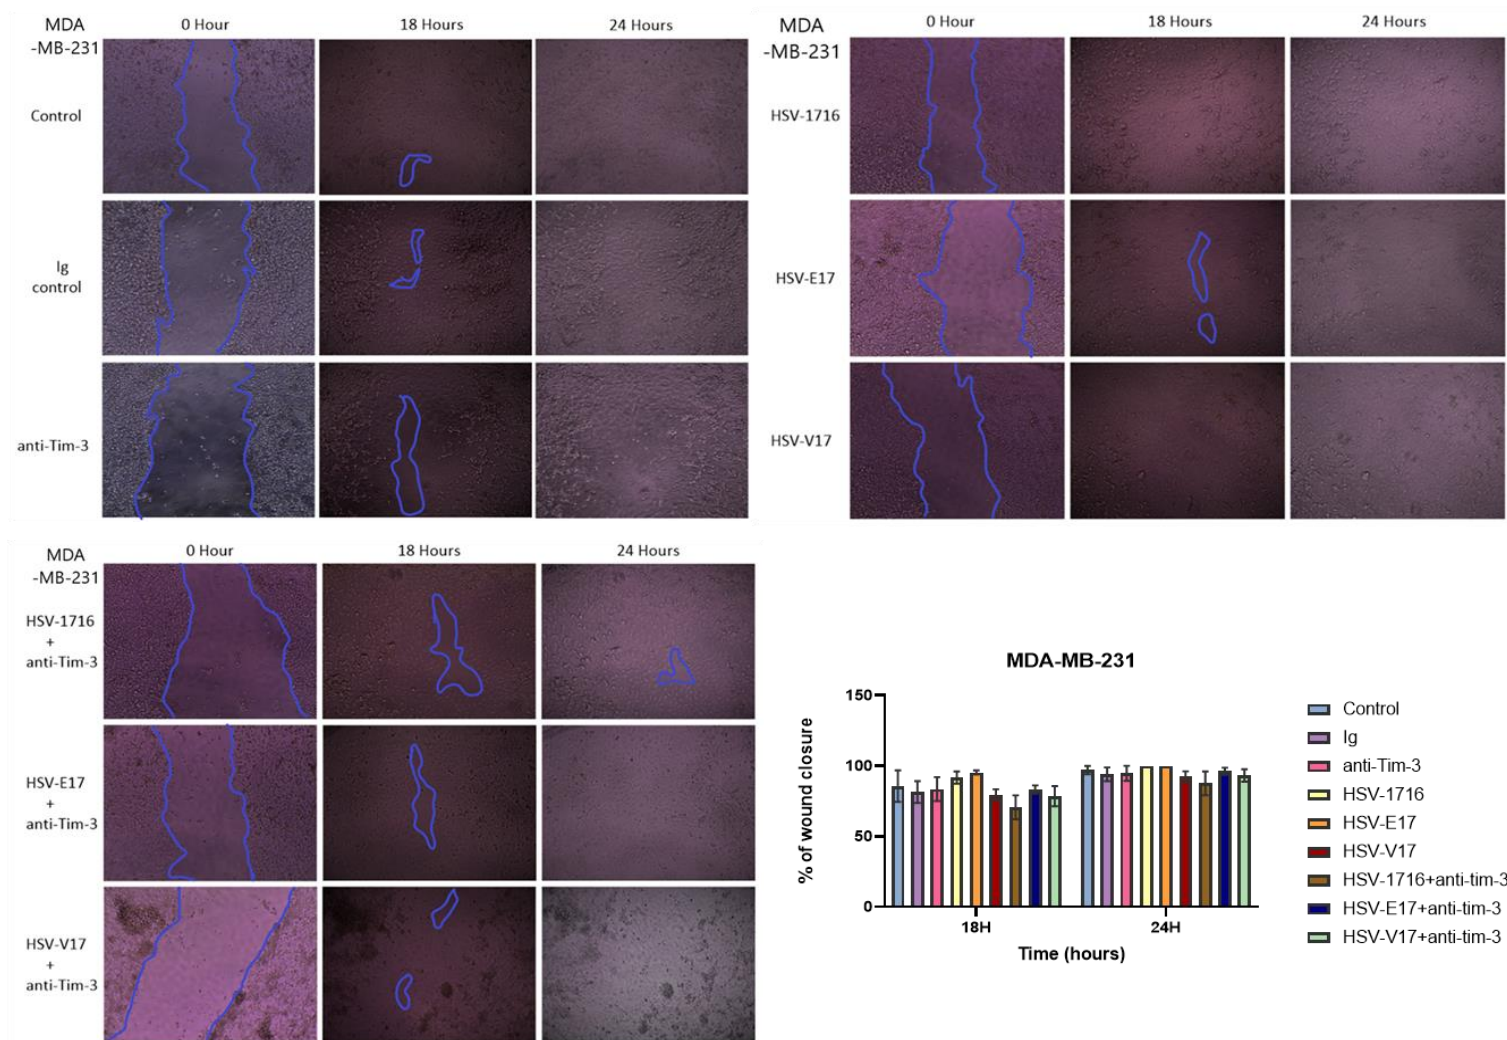 MDA
-MB-231
0 Hour
18 Hours
24 Hours
Control
Ig
control
anti-Tim-3
MDA
-MB-231
0 Hour
18 Hours
24 Hours
HSV-1716
HSV-E17
HSV-V17
MDA
-MB-231
0 Hour
18 Hours
24 Hours
HSV-1716
+
anti-Tim-3
HSV-E17
+
anti-Tim-3
HSV-V17
+
anti-Tim-3
MDA-MB-231
% of wound closure
150
100
50
0
18H
24H
Time (hours)
Control
Ig
anti-Tim-3
HSV-1716
HSV-E17
HSV-V17
HSV-1716+anti-tim-3
HSV-E17+anti-tim-3
HSV-V17+anti-tim-3